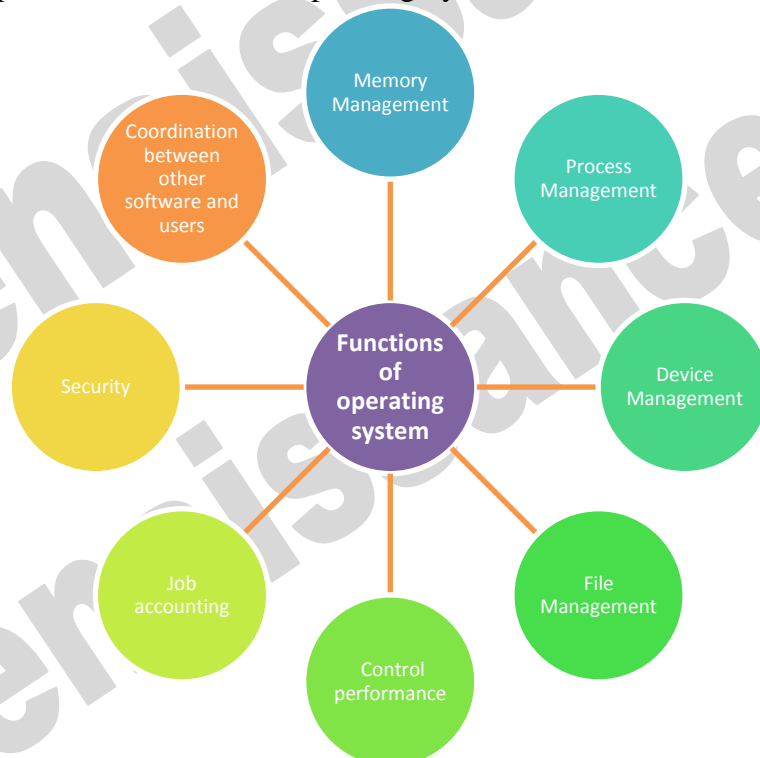 Memory
Management
Process
Management
Device
Management
File
Management
Control
performance
Job
accounting
Security
Coordination
between
other
software and
users
Functions
of
operating
system